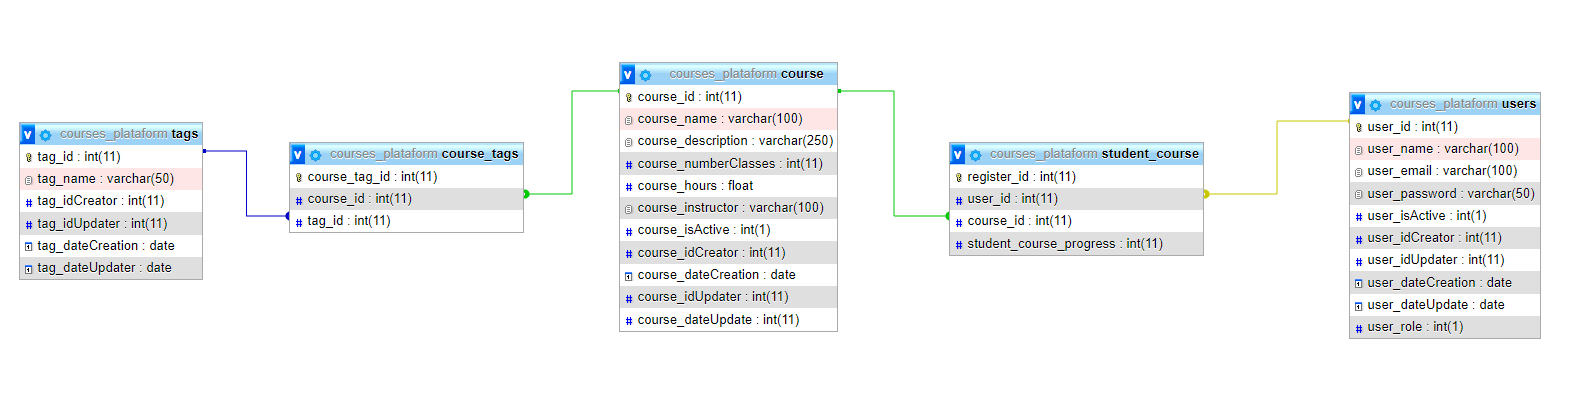 v courses_plataform tags
tag_id : int(11)
tag_name : varchar(50)
# tag_idCreator : int(11)
# tag_idUpdater : int(11)
tag_dateCreation : date
tag_dateUpdater : date
v courses_plataform course_tags
course_tag_id : int(11)
# course_id : int(11)
# tag_id : int(11)
v courses_plataform course
course_id : int(11)
course_name : varchar(100)
course_description : varchar(250)
# course_numberClasses : int(11)
# course_hours : float
course_instructor : varchar(100)
# course_isActive : int(1)
# course_idCreator : int(11)
course_dateCreation : date
# course_idUpdater : int(11)
# course_dateUpdate : int(11)
v courses_plataform student_course
register_id : int(11)
# user_id : int(11)
# course_id : int(11)
# student_course_progress : int(11)
v courses_plataform users
user_id : int(11)
user_name : varchar(100)
user_email : varchar(100)
user_password : varchar(50)
# user_isActive : int(1)
# user_idCreator : int(11)
# user_idUpdater : int(11)
user_dateCreation : date
user_dateUpdate : date
# user_role : int(1)